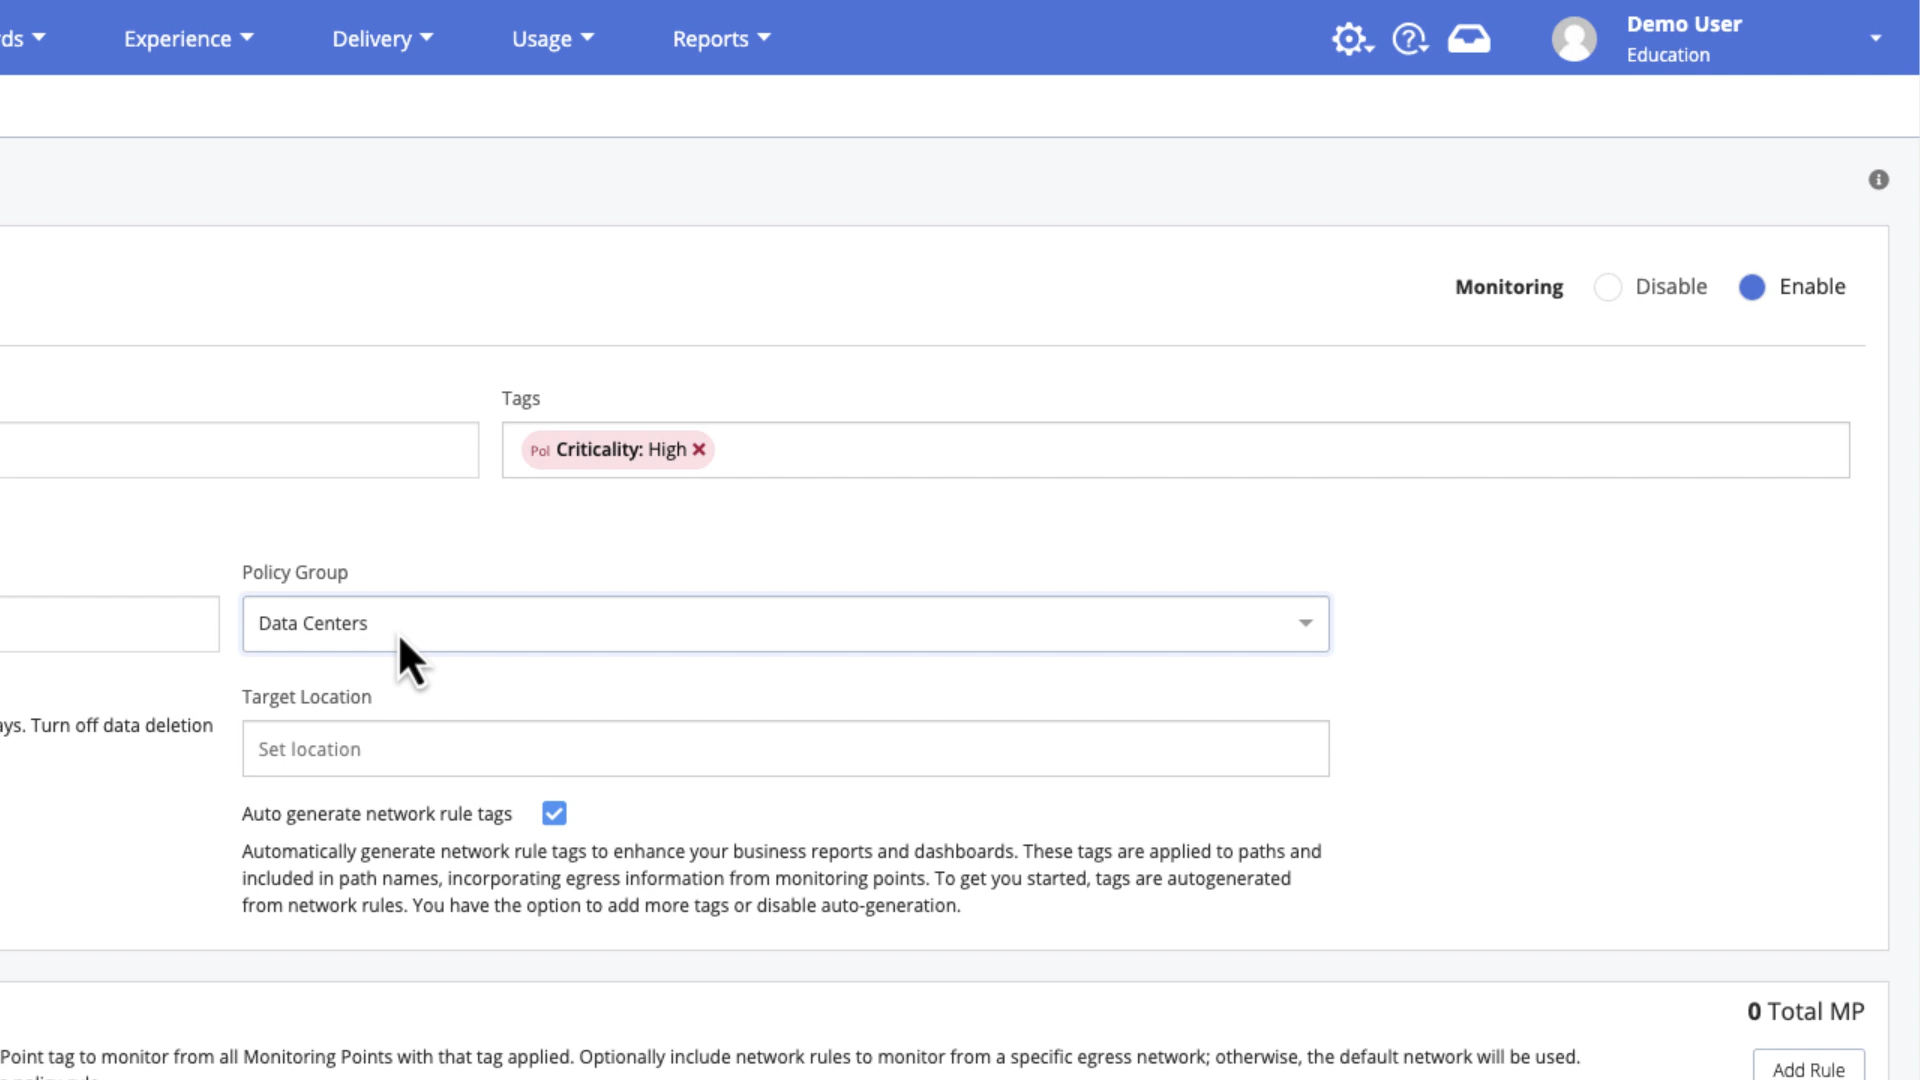 ds Experience Delivery Usage Reports Demo User
Education
Monitoring Disable Enable
Tags
Pol Criticality: High
Policy Group
Data Centers
Target Location
ays. Turn off data deletion
Set location
Auto generate network rule tags
Automatically generate network rule tags to enhance your business reports and dashboards. These tags are applied to paths and
included in path names, incorporating egress information from monitoring points. To get you started, tags are autogenerated
from network rules. You have the option to add more tags or disable auto-generation.
0 Total MP
Point tag to monitor from all Monitoring Points with that tag applied. Optionally include network rules to monitor from a specific egress network; otherwise, the default network will be used.
Add Rule